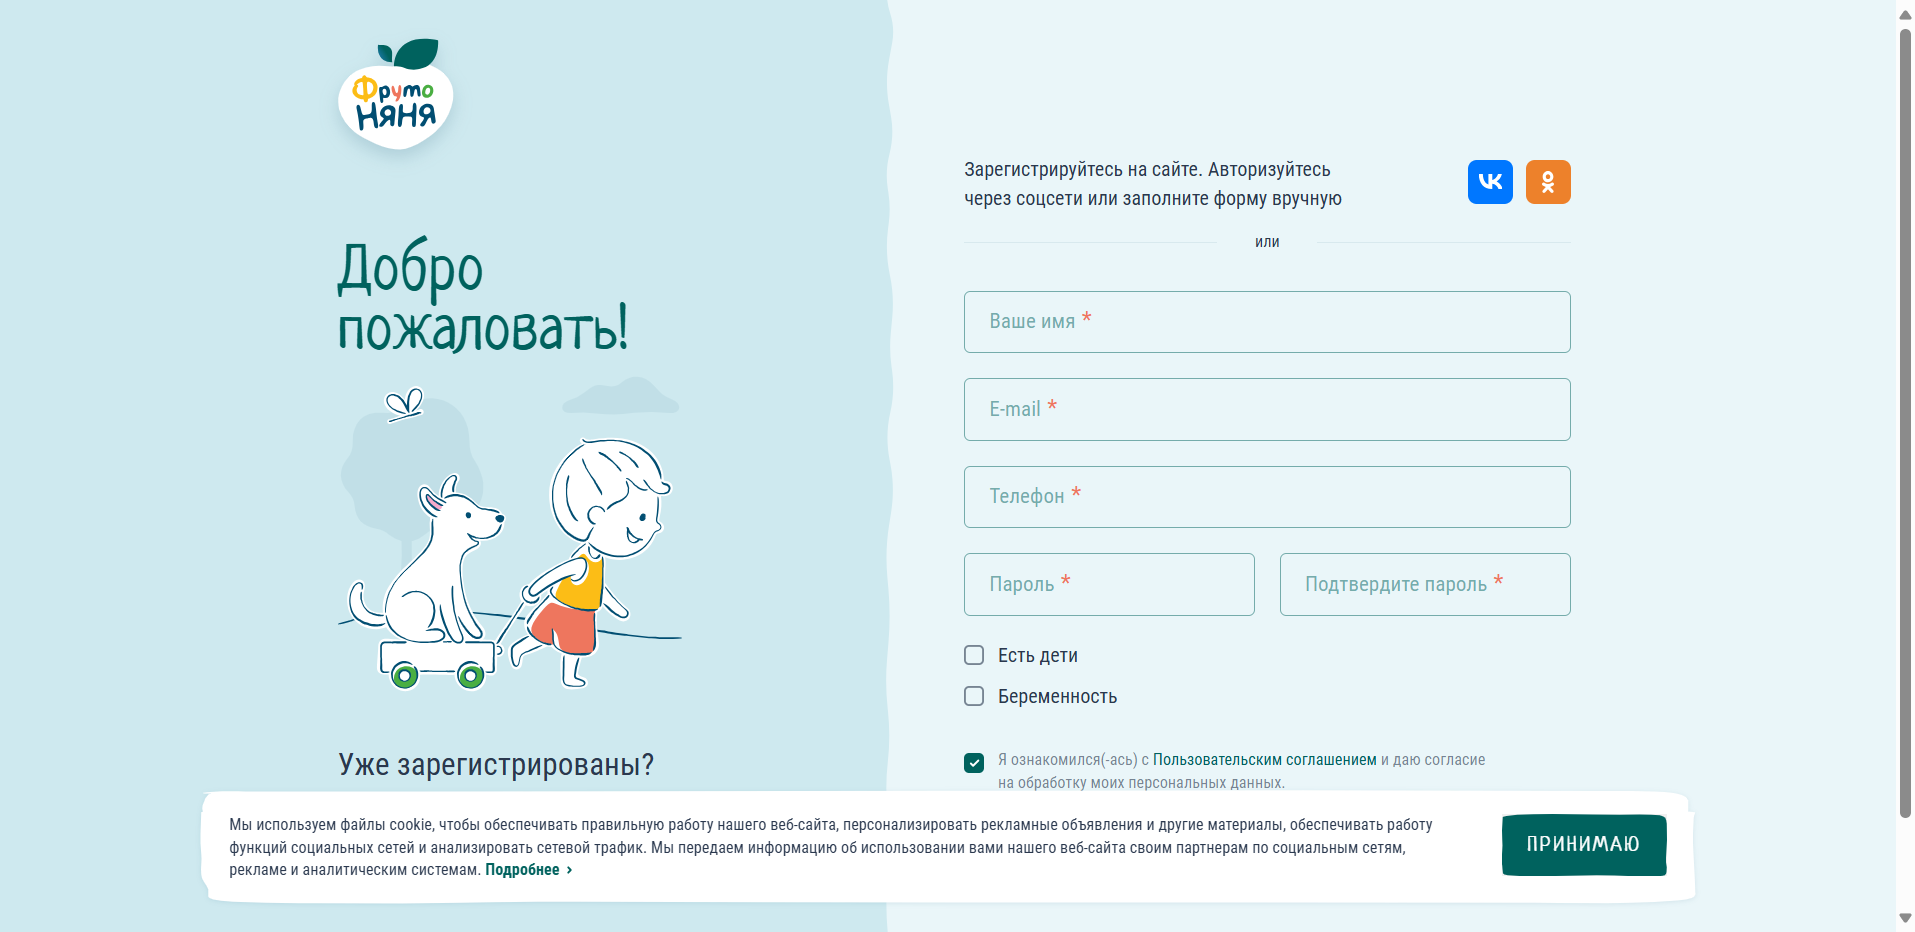 Фруто
НЯНЯ
Добро
пожаловать!
Уже зарегистрированы?
Зарегистрируйтесь на сайте. Авторизуйтесь
через соцсети или заполните форму вручную
или
Ваше имя *
E-mail *
Телефон *
Пароль *
Подтвердите пароль *
Есть дети
Беременность
Я ознакомился(-ась) с Пользовательским соглашением и даю согласие
на обработку моих персональных данных.
Мы используем файлы cookie, чтобы обеспечивать правильную работу нашего веб-сайта, персонализировать рекламные объявления и другие материалы, обеспечивать работу
функций социальных сетей и анализировать сетевой трафик. Мы передаем информацию об использовании вами нашего веб-сайта своим партнерам по социальным сетям,
рекламе и аналитическим системам. Подробнее ›
ПРИНИМАЮ